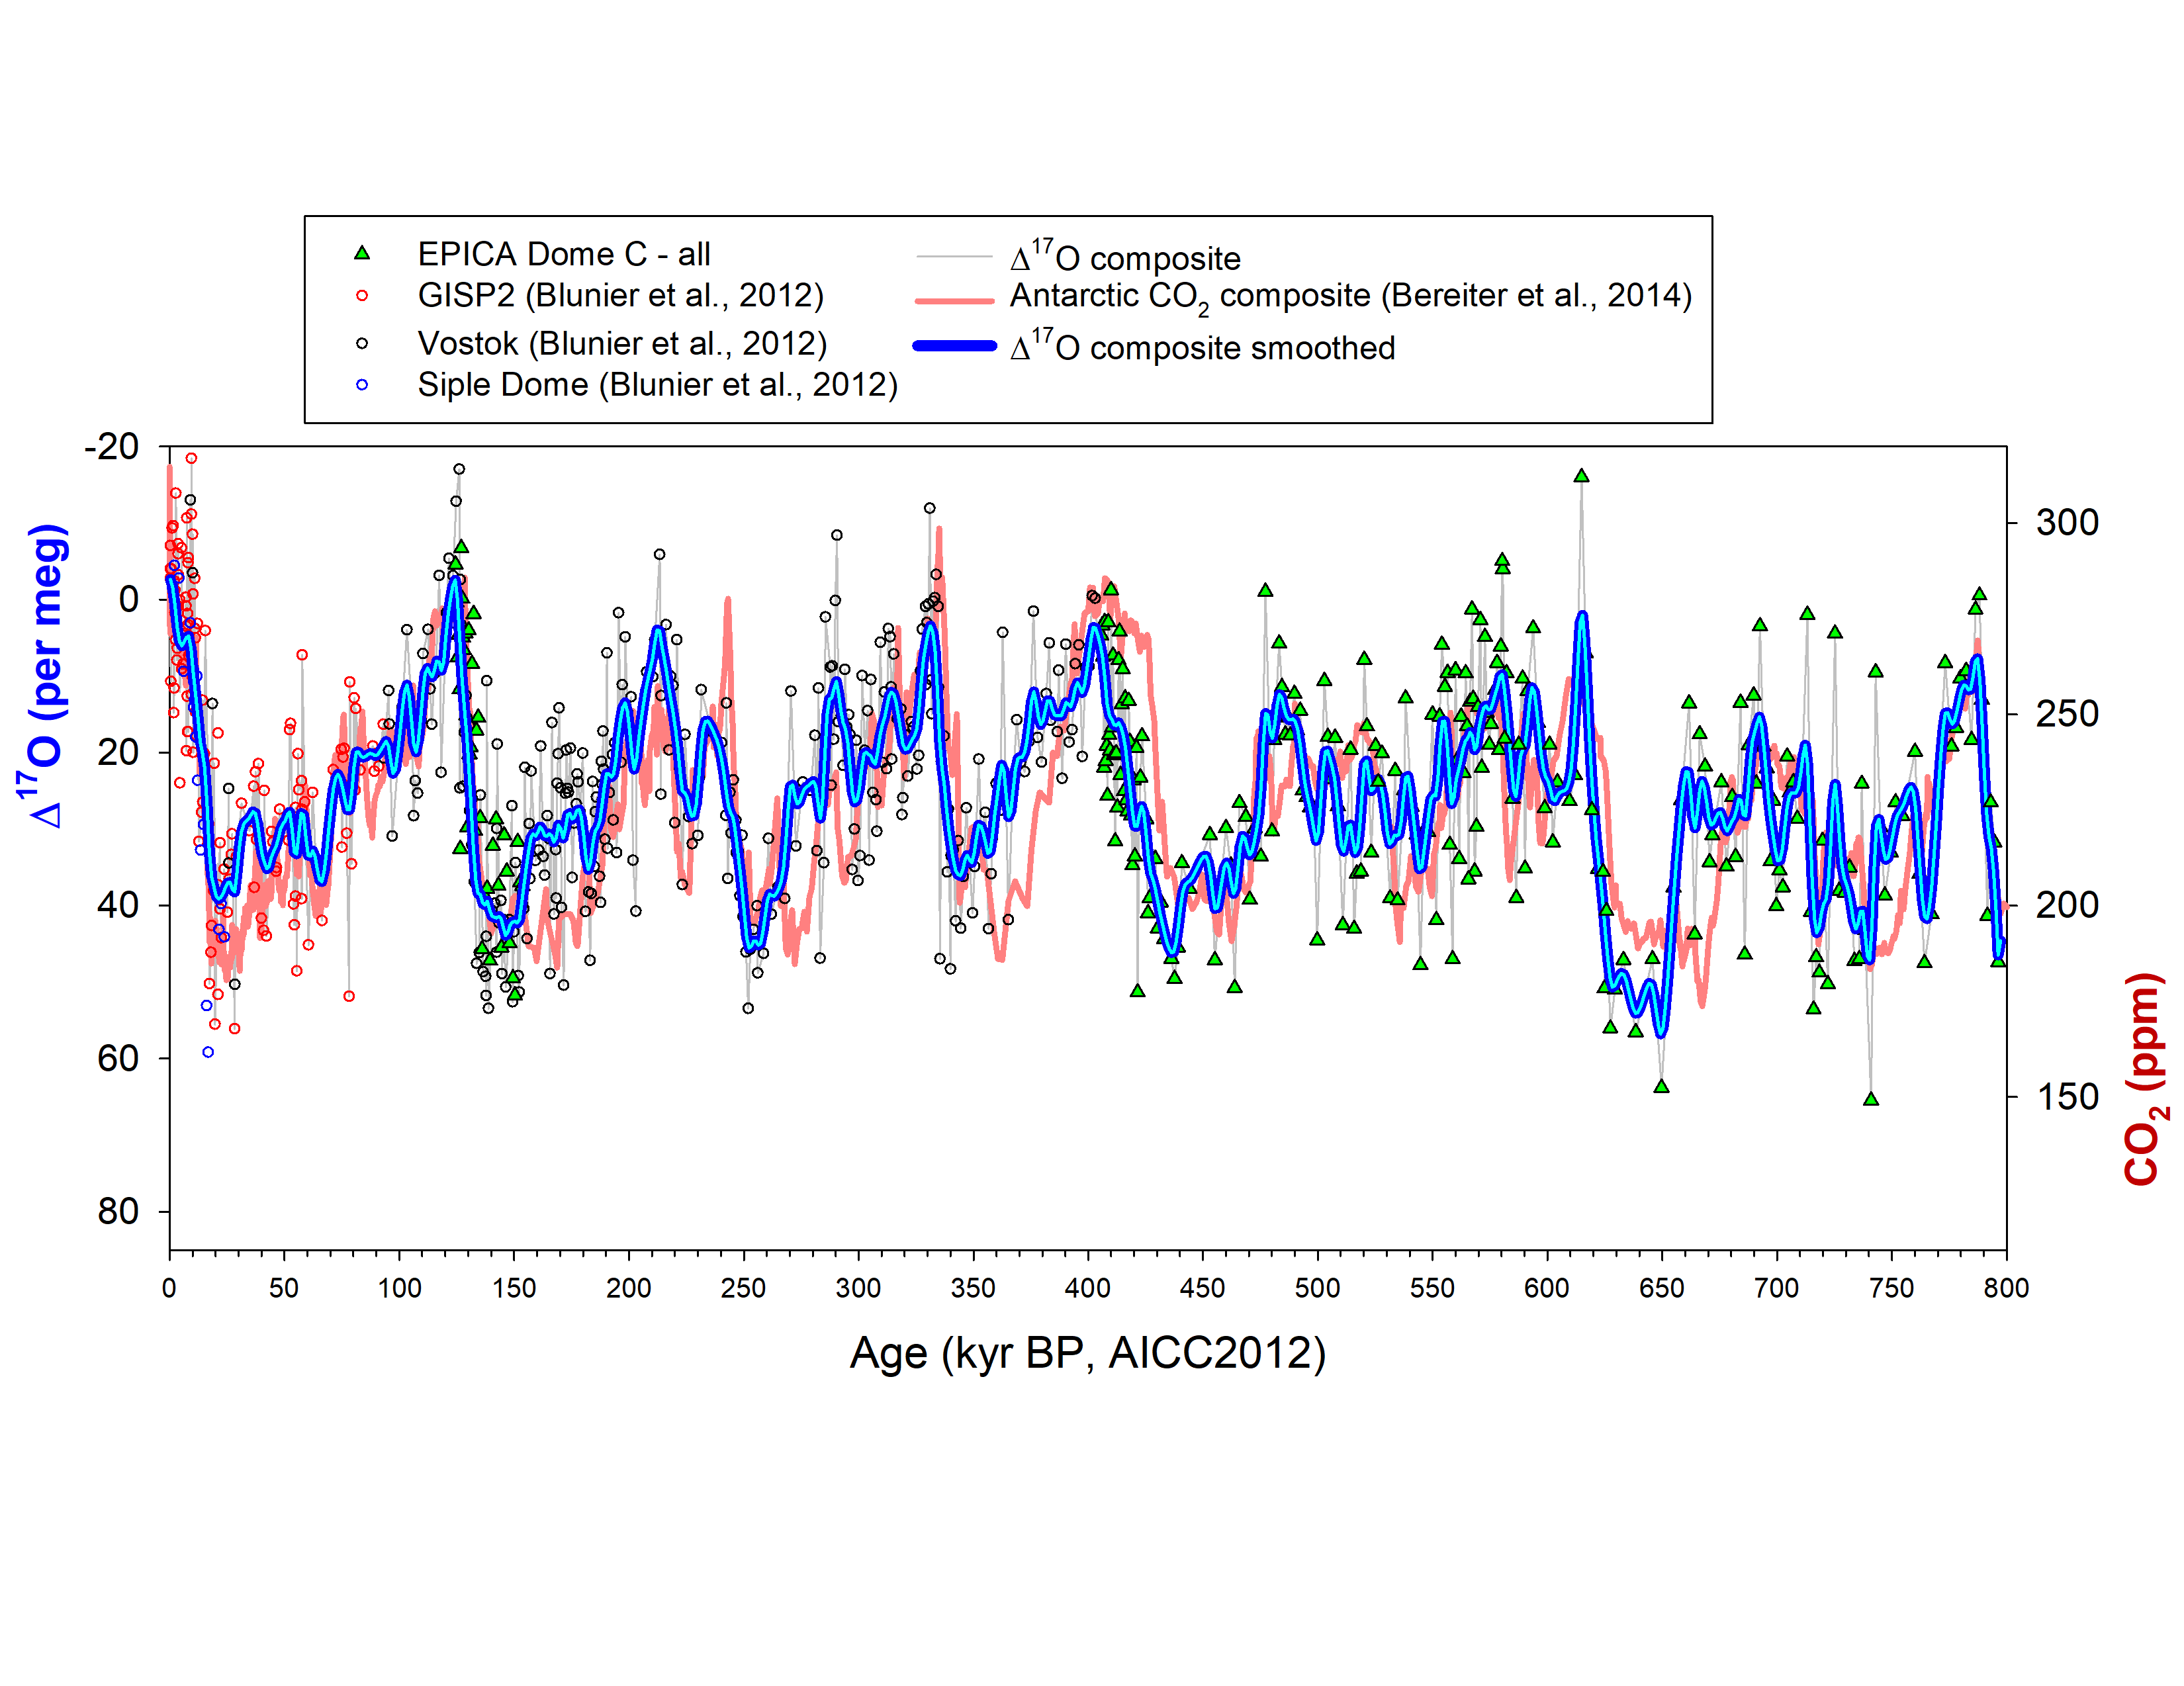 EPICA Dome C - all
GISP2 (Blunier et al., 2012)
Vostok (Blunier et al., 2012)
Siple Dome (Blunier et al., 2012)
Δ¹⁷O composite
Antarctic CO₂ composite (Bereiter et al., 2014)
Δ¹⁷O composite smoothed
Δ¹⁷O (per meg)
-20
0
20
40
60
80
300
250
200
150
CO₂ (ppm)
0 50 100 150 200 250 300 350 400 450 500 550 600 650 700 750 800
Age (kyr BP, AICC2012)